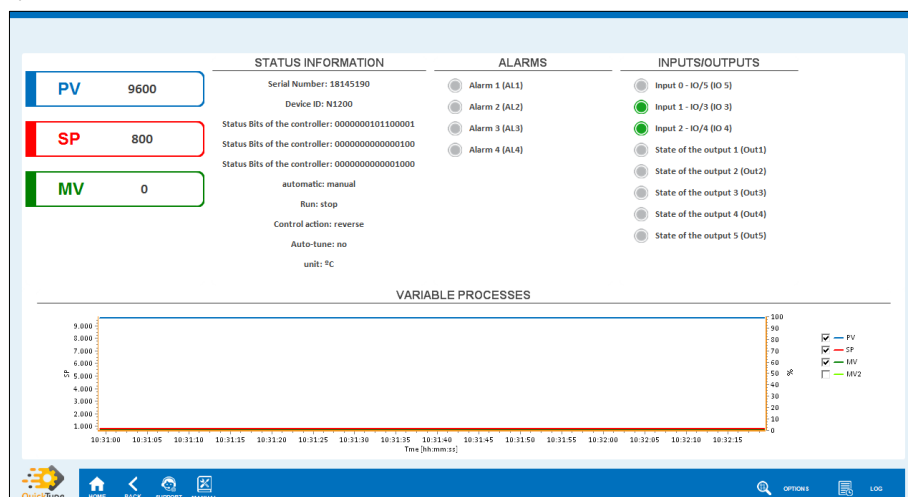 STATUS INFORMATION
ALARMS
INPUTS/OUTPUTS
PV 9600
SP 800
MV 0
Serial Number: 18145190
Device ID: N1200
Status Bits of the controller: 0000000101100001
Status Bits of the controller: 0000000000000100
Status Bits of the controller: 0000000000001000
automatic: manual
Run: stop
Control action: reverse
Auto-tune: no
unit: ºC
Alarm 1 (AL1)
Alarm 2 (AL2)
Alarm 3 (AL3)
Alarm 4 (AL4)
Input 0 - IO/5 (IO 5)
Input 1 - IO/3 (IO 3)
Input 2 - IO/4 (IO 4)
State of the output 1 (Out1)
State of the output 2 (Out2)
State of the output 3 (Out3)
State of the output 4 (Out4)
State of the output 5 (Out5)
VARIABLE PROCESSES
9.000
8.000
7.000
6.000
5.000
4.000
3.000
2.000
1.000
SP
100
90
80
70
60
50
40
30
20
10
0
%
PV
SP
MV
MV2
10:31:00 10:31:05 10:31:10 10:31:15 10:31:20 10:31:25 10:31:30 10:31:35 10:31:40 10:31:45 10:31:50 10:31:55 10:32:00 10:32:05 10:32:10 10:32:15
Tme [hh:mm:ss]
QuickTune
HOME BACK SUPPORT MANUAL OPTIONS LOG